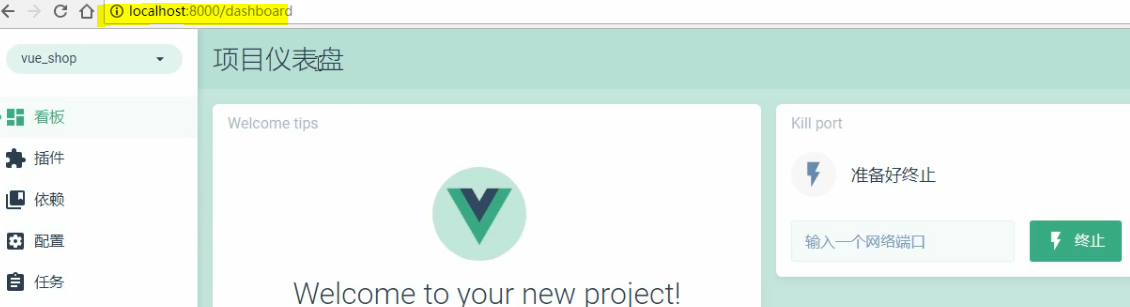 localhost:8000/dashboard
vue_shop
项目仪表盘
看板
插件
依赖
配置
任务
Welcome tips
Welcome to your new project!
Kill port
准备好终止
输入一个网络端口
终止